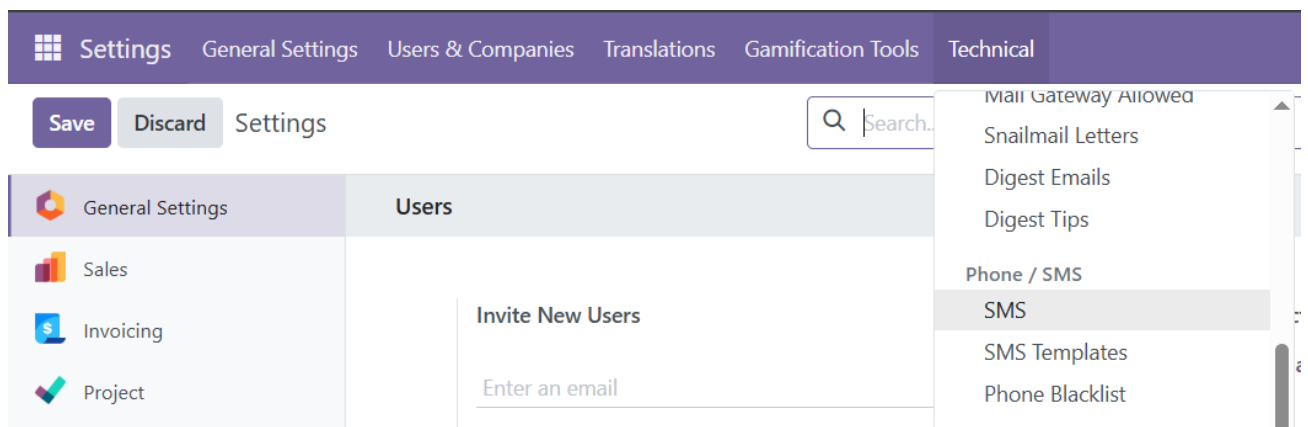 Settings General Settings Users & Companies Translations Gamification Tools Technical
Save Discard Settings Search..
Mail Gateway Allowed
Snailmail Letters
Digest Emails
Digest Tips
Phone / SMS
SMS
SMS Templates
Phone Blacklist
General Settings
Sales
Invoicing
Project
Users
Invite New Users
Enter an email